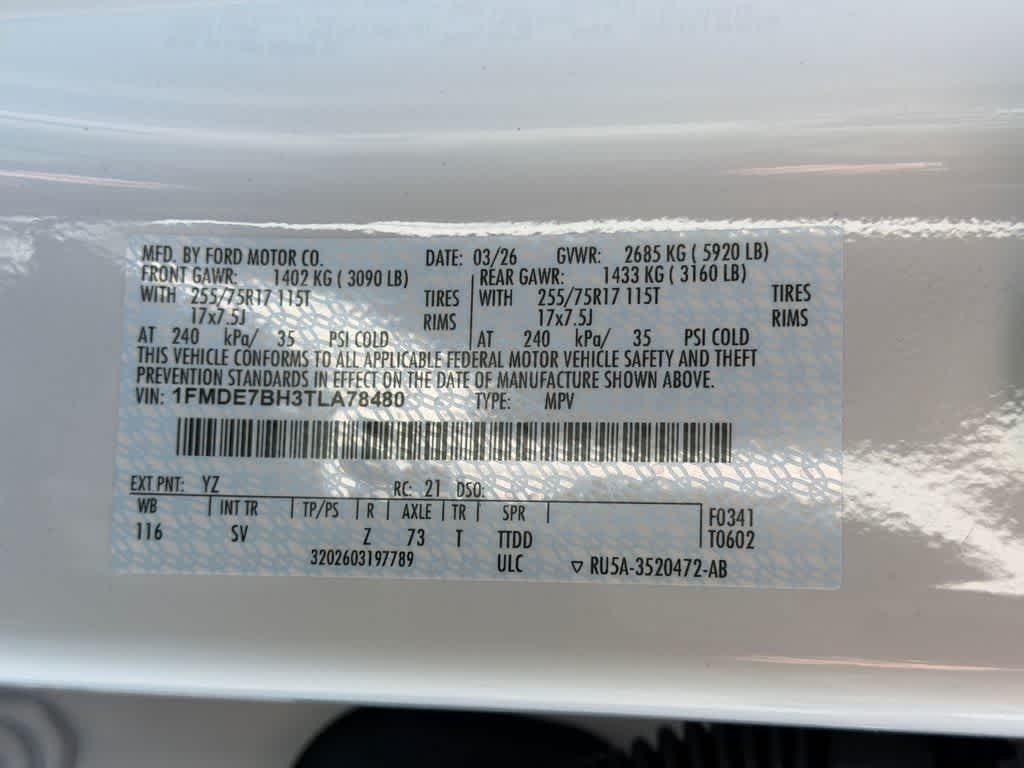 MFD. BY FORD MOTOR CO. DATE: 03/26 GVWR: 2685 KG ( 5920 LB)
FRONT GAWR: 1402 KG ( 3090 LB) REAR GAWR: 1433 KG ( 3160 LB)
WITH 255/75R17 115T TIRES WITH 255/75R17 115T TIRES
17x7.5J RIMS 17x7.5J RIMS
AT 240 kPa/ 35 PSI COLD AT 240 kPa/ 35 PSI COLD
THIS VEHICLE CONFORMS TO ALL APPLICABLE FEDERAL MOTOR VEHICLE SAFETY AND THEFT
PREVENTION STANDARDS IN EFFECT ON THE DATE OF MANUFACTURE SHOWN ABOVE.
VIN: 1FMDE7BH3TLA78480 TYPE: MPV
EXT PNT: YZ RC: 21 DSO:
WB INT TR TP/PS R AXLE TR SPR F0341
116 SV Z 73 T TTDD T0602
3202603197789 ULC ▽ RU5A-3520472-AB